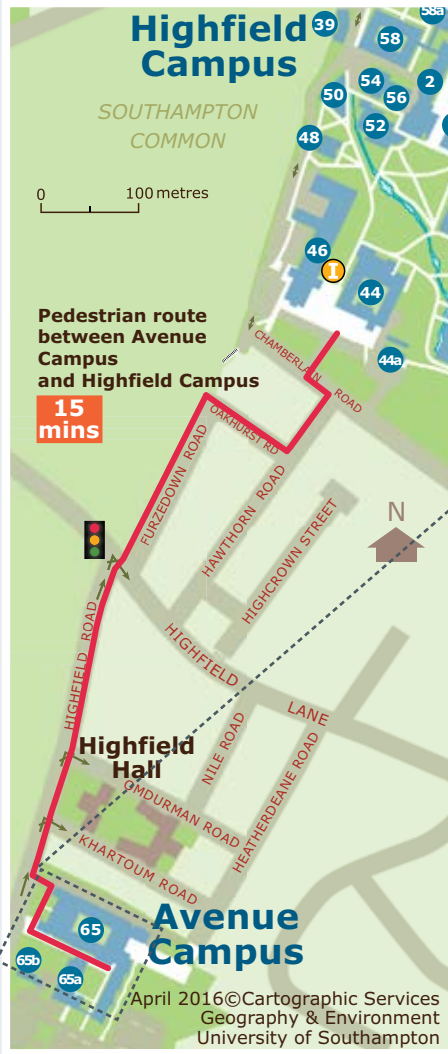 Highfield
Campus
39
58a
58
54
2
50
56
52
48
SOUTHAMPTON
COMMON
0 100 metres
46
I
44
44a
Pedestrian route
between Avenue
Campus
and Highfield Campus
15
mins
CHAMBERLAIN ROAD
OAKHURST RD
FURZEDOWN ROAD
HAWTHORN ROAD
HIGHCROWN STREET
N
HIGHFIELD ROAD
HIGHFIELD LANE
Highfield
Hall
NILE ROAD
OMDURMAN ROAD
HEATHERDEANE ROAD
KHARTOUM ROAD
Avenue
Campus
65
65b
65a
April 2016©Cartographic Services
Geography & Environment
University of Southampton